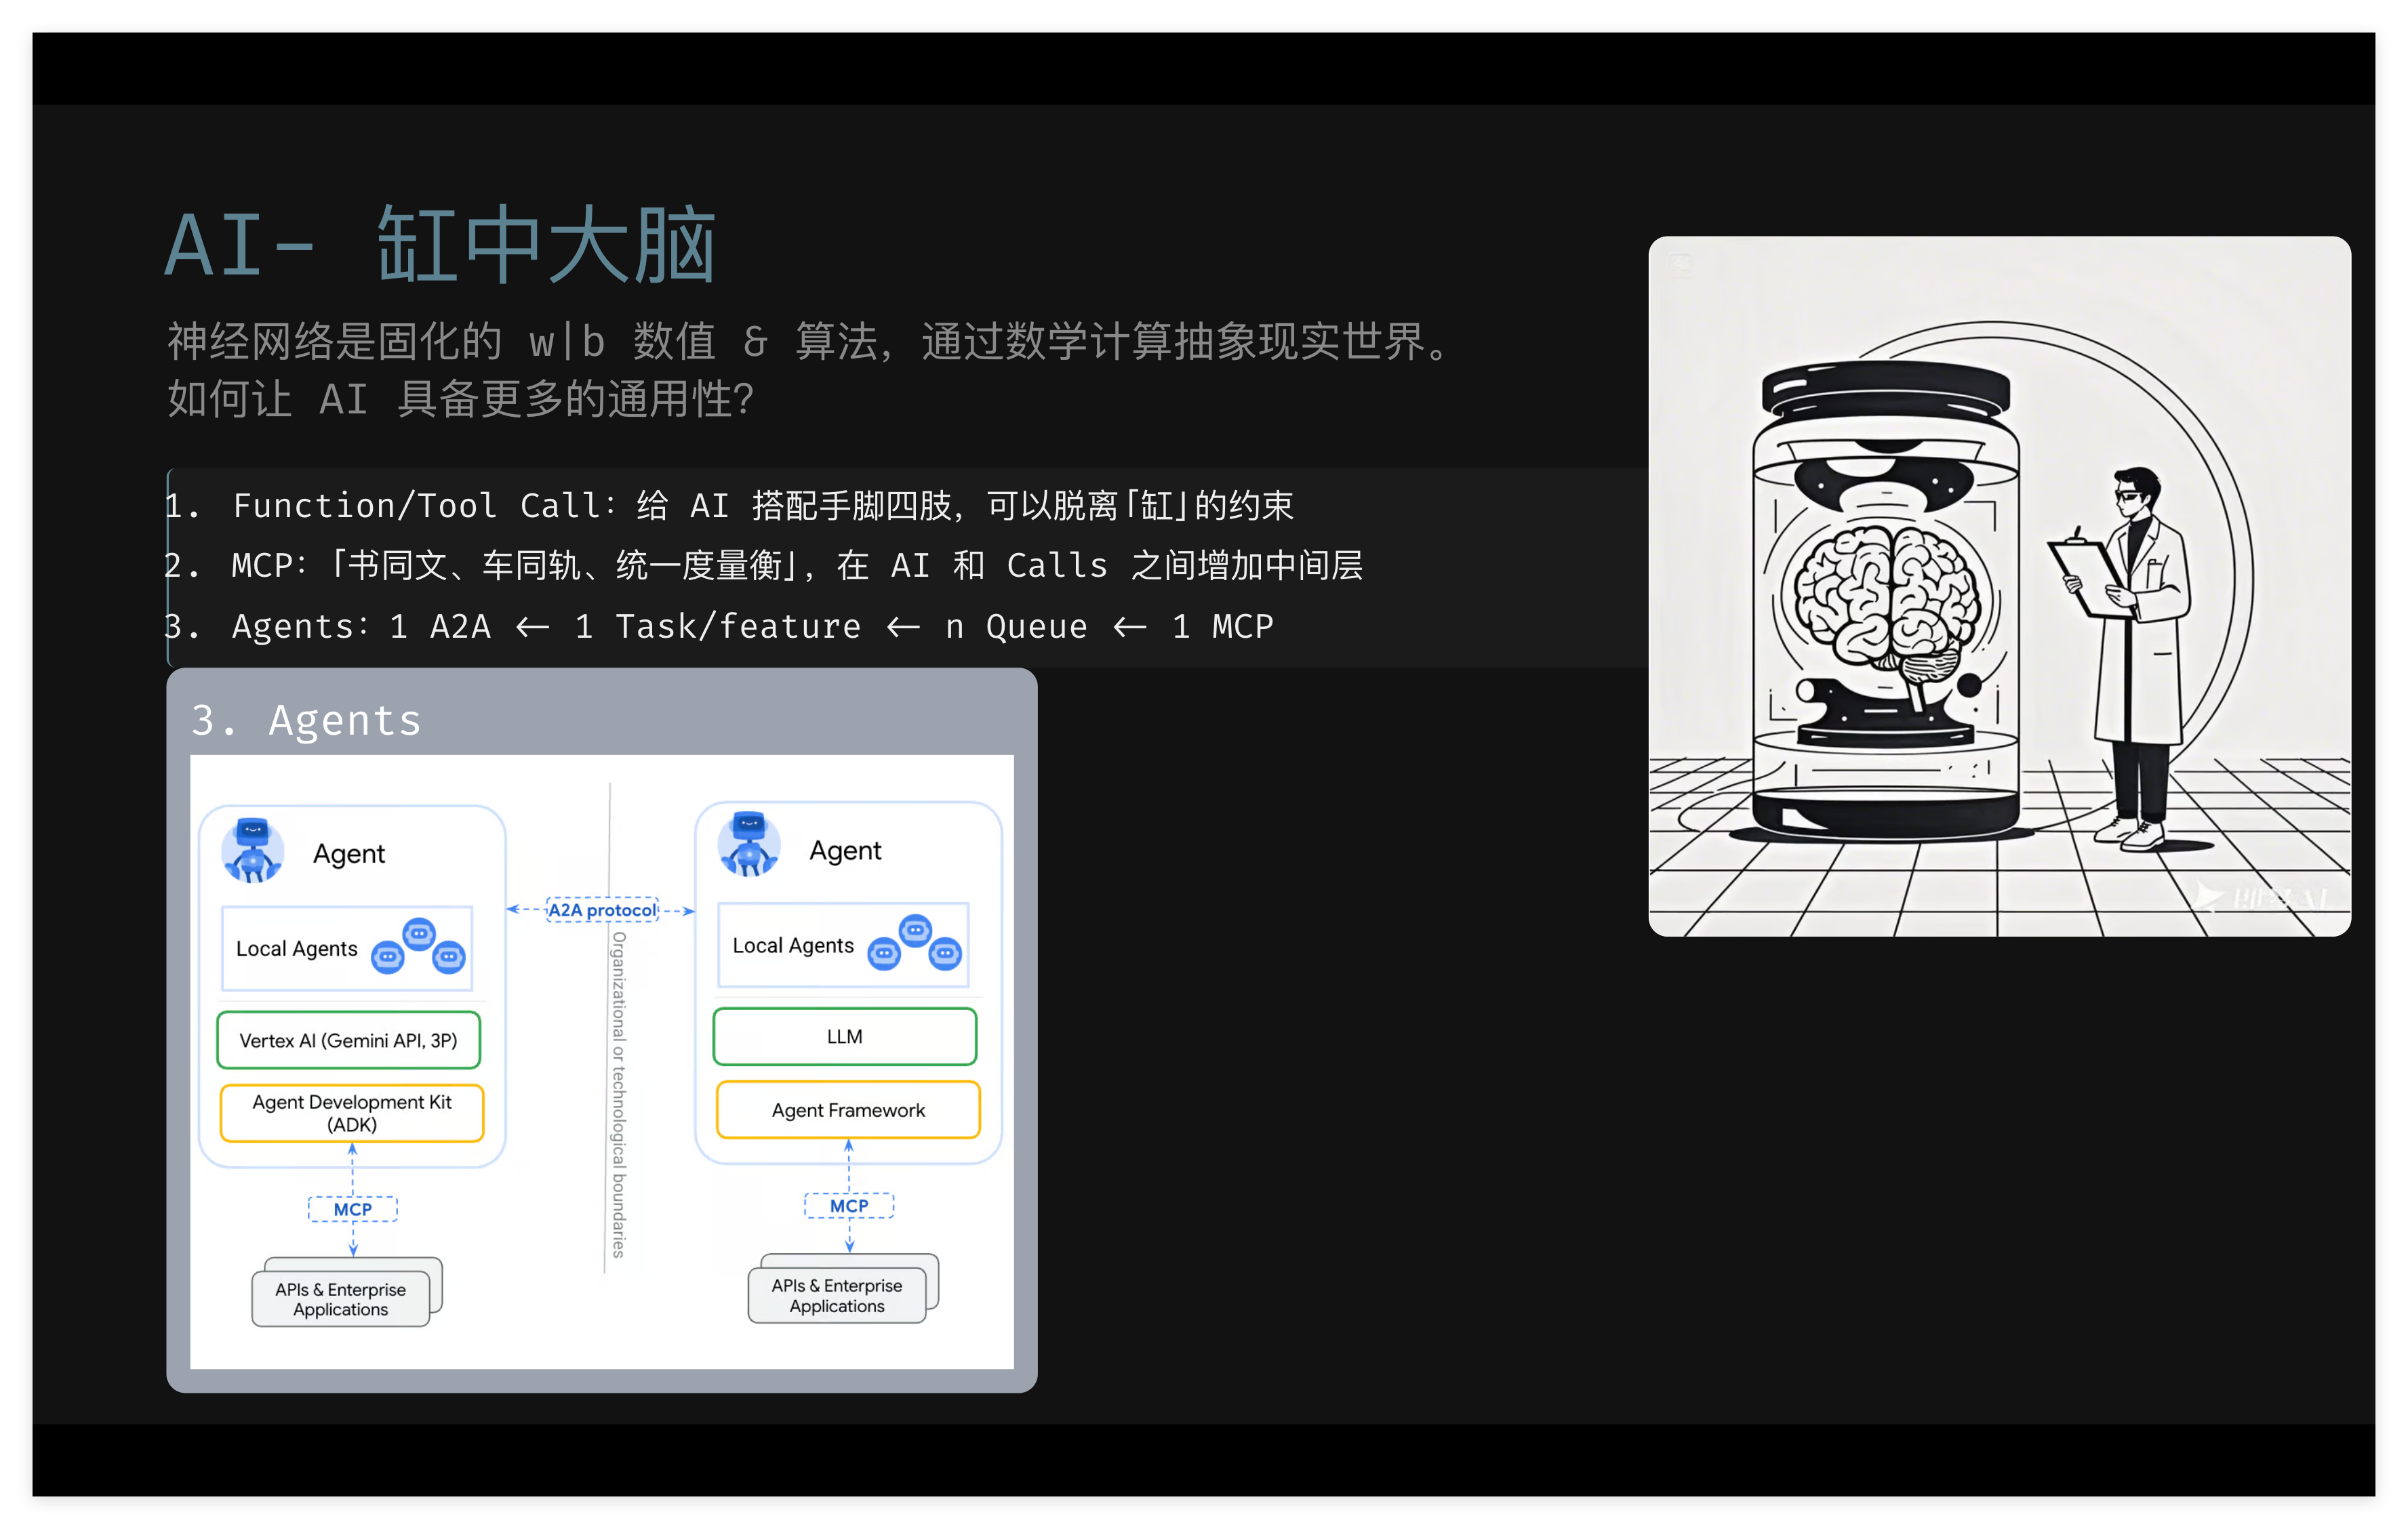 AI- 缸中大脑
神经网络是固化的 w|b 数值 & 算法，通过数学计算抽象现实世界。
如何让 AI 具备更多的通用性？
1. Function/Tool Call：给 AI 搭配手脚四肢，可以脱离「缸」的约束
2. MCP：「书同文、车同轨、统一度量衡」，在 AI 和 Calls 之间增加中间层
3. Agents：1 A2A ← 1 Task/feature ← n Queue ← 1 MCP
3. Agents
Agent
Local Agents
Vertex AI (Gemini API, 3P)
Agent Development Kit
(ADK)
MCP
APIs & Enterprise
Applications
A2A protocol
Organizational or technological boundaries
Agent
Local Agents
LLM
Agent Framework
MCP
APIs & Enterprise
Applications